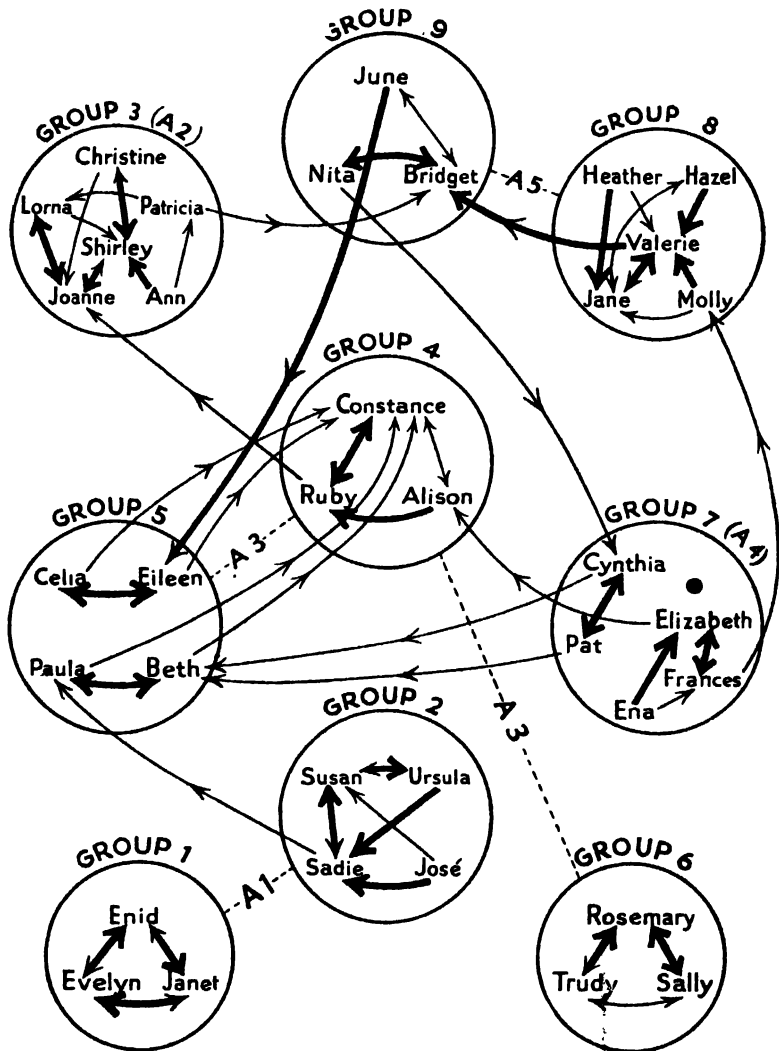 GROUP 9
June
Nita
Bridget
GROUP 3 (A2)
Christine
Lorna
Patricia
Shirley
Joanne
Ann
A5
GROUP 8
Heather
Hazel
Valerie
Jane
Molly
GROUP 4
Constance
Ruby
Alison
GROUP 5
Celia
Eileen
Paula
Beth
A3
GROUP 7 (A4)
Cynthia
Elizabeth
Pat
Frances
Ena
A3
GROUP 2
Susan
Ursula
Sadie
José
A1
GROUP 1
Enid
Evelyn
Janet
GROUP 6
Rosemary
Trudy
Sally